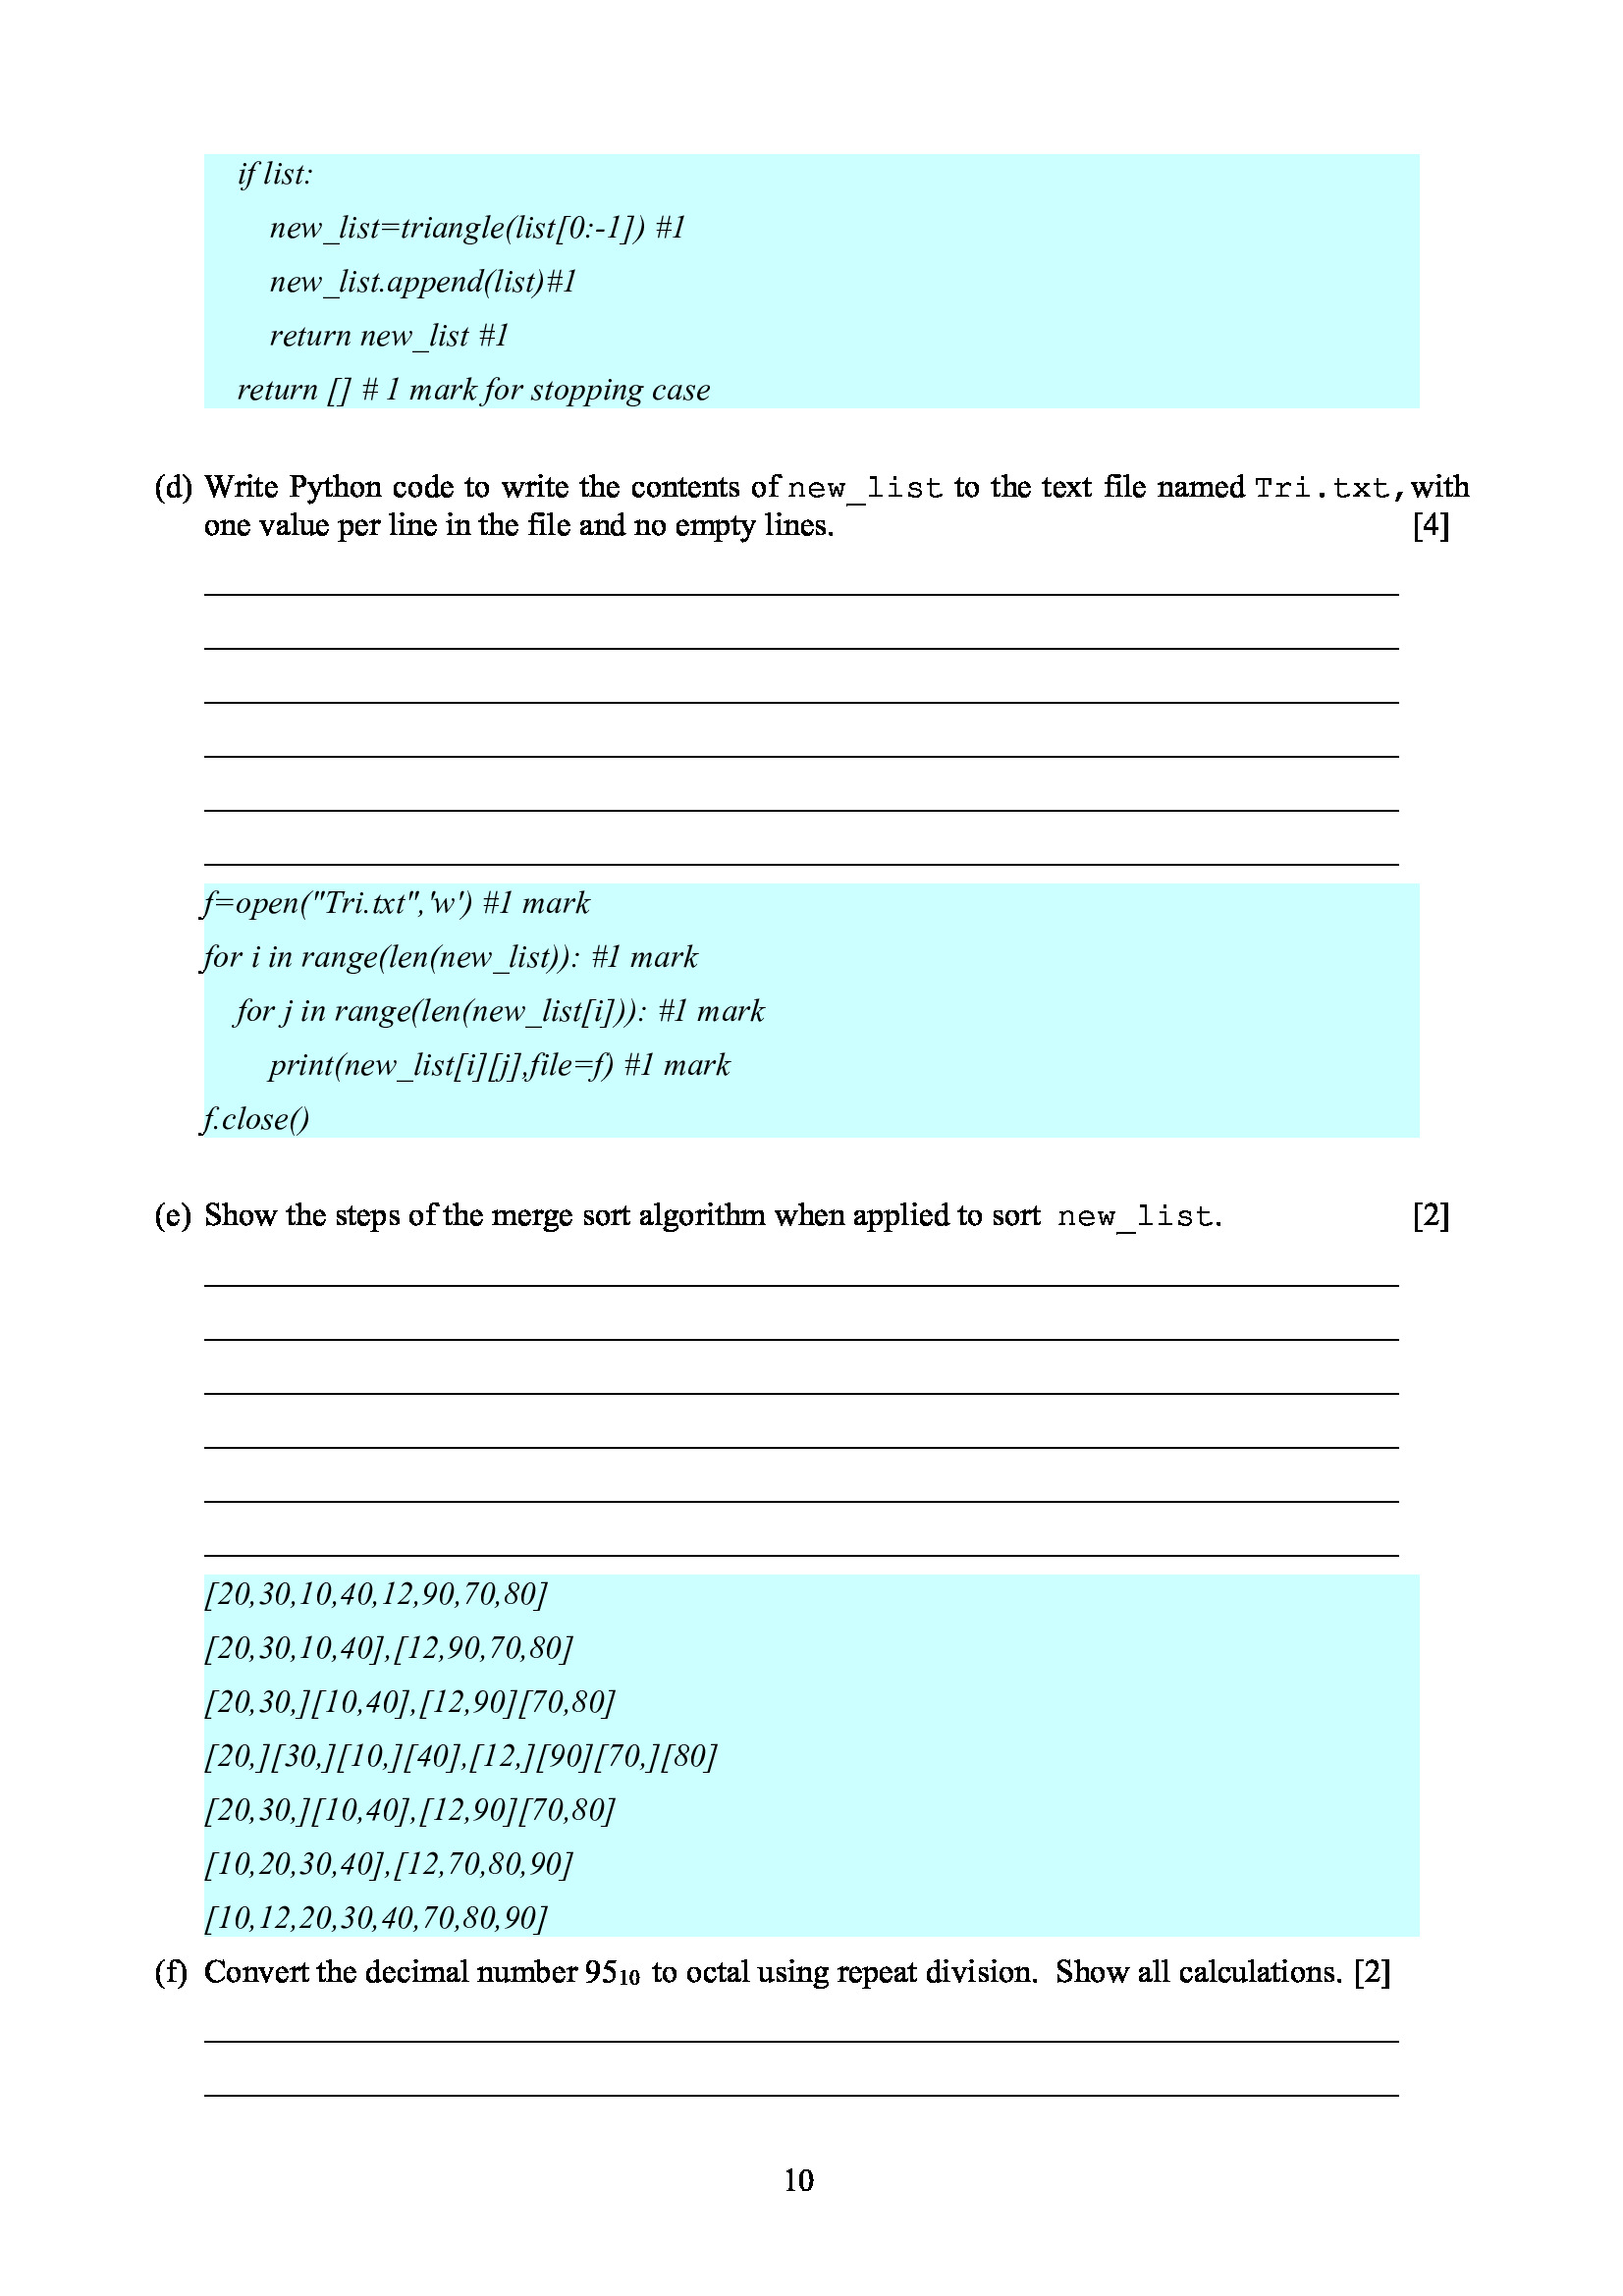 if list:
new_list=triangle(list[0:-1]) #1
new_list.append(list)#1
return new_list #1
return [] # 1 mark for stopping case
(d) Write Python code to write the contents of new_list to the text file named Tri.txt, with
one value per line in the file and no empty lines. [4]
f=open("Tri.txt",'w') #1 mark
for i in range(len(new_list)): #1 mark
for j in range(len(new_list[i])): #1 mark
print(new_list[i][j],file=f) #1 mark
f.close()
(e) Show the steps of the merge sort algorithm when applied to sort new_list. [2]
[20,30,10,40,12,90,70,80]
[20,30,10,40],[12,90,70,80]
[20,30,][10,40],[12,90][70,80]
[20,][30,][10,][40],[12,][90][70,][80]
[20,30,][10,40],[12,90][70,80]
[10,20,30,40],[12,70,80,90]
[10,12,20,30,40,70,80,90]
(f) Convert the decimal number 95₁₀ to octal using repeat division. Show all calculations. [2]
10